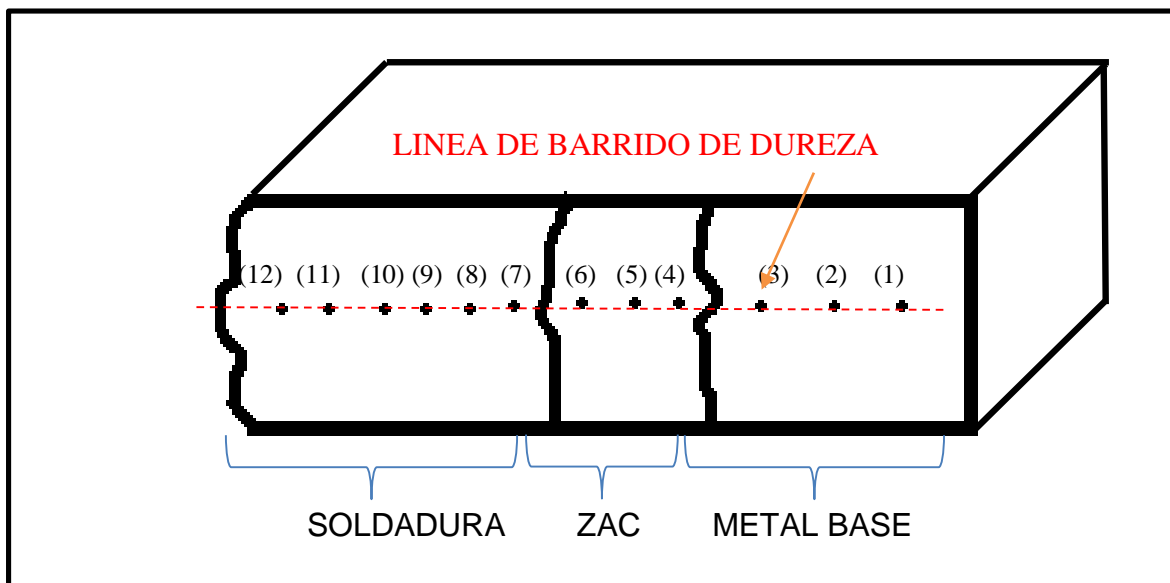 LINEA DE BARRIDO DE DUREZA
(12) (11) (10) (9) (8) (7) (6) (5) (4) (3) (2) (1)
SOLDADURA ZAC METAL BASE